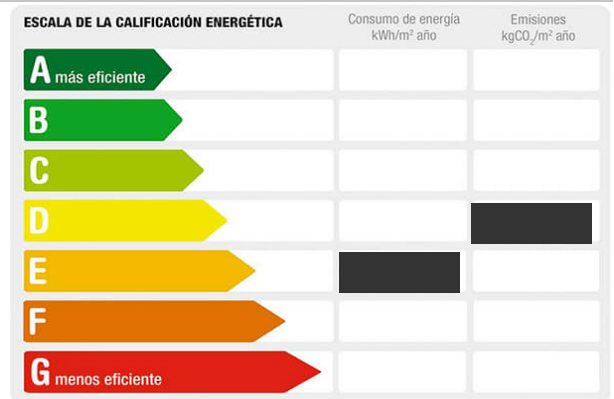 ESCALA DE LA CALIFICACIÓN ENERGÉTICA
Consumo de energía
kWh/m² año
Emisiones
kgCO₂/m² año
A más eficiente
B
C
D
E
F
G menos eficiente